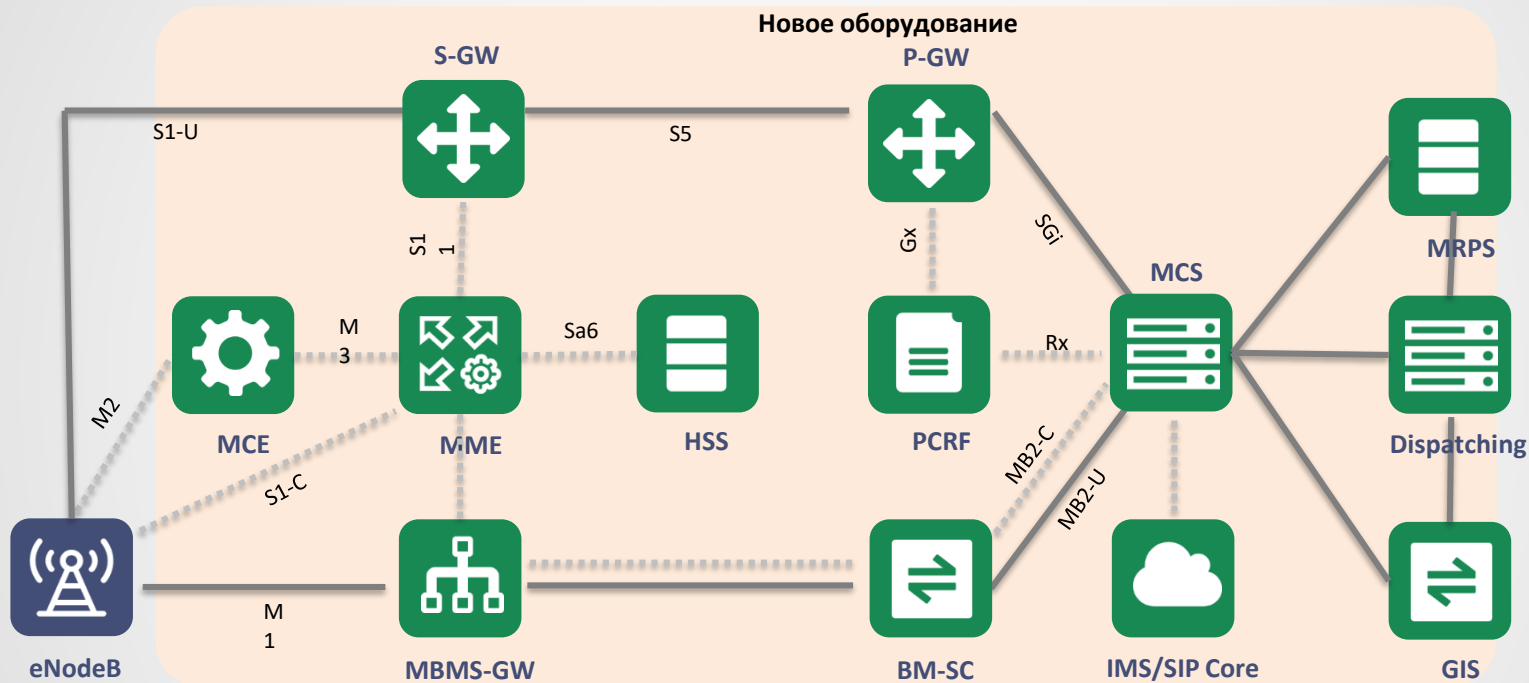 Новое оборудование
S-GW
P-GW
S1-U
S5
SGi
S1
1
Gx
MRPS
MCS
M
3
Sa6
Rx
M2
MCE
MME
HSS
PCRF
Dispatching
S1-C
MB2-C
MB2-U
M
1
eNodeB
MBMS-GW
BM-SC
IMS/SIP Core
GIS